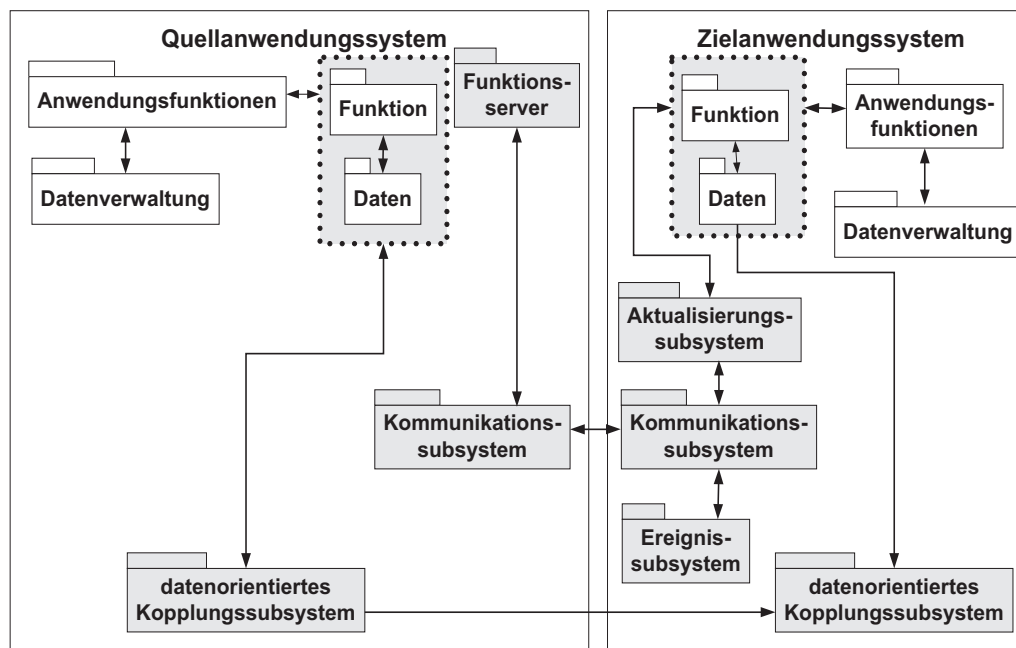 Quellanwendungssystem
Anwendungsfunktionen
Datenverwaltung
Funktion
Daten
Funktions-
server
Kommunikations-
subsystem
datenorientiertes
Kopplungssubsystem
Zielanwendungssystem
Funktion
Daten
Anwendungs-
funktionen
Datenverwaltung
Aktualisierungs-
subsystem
Kommunikations-
subsystem
Ereignis-
subsystem
datenorientiertes
Kopplungssubsystem